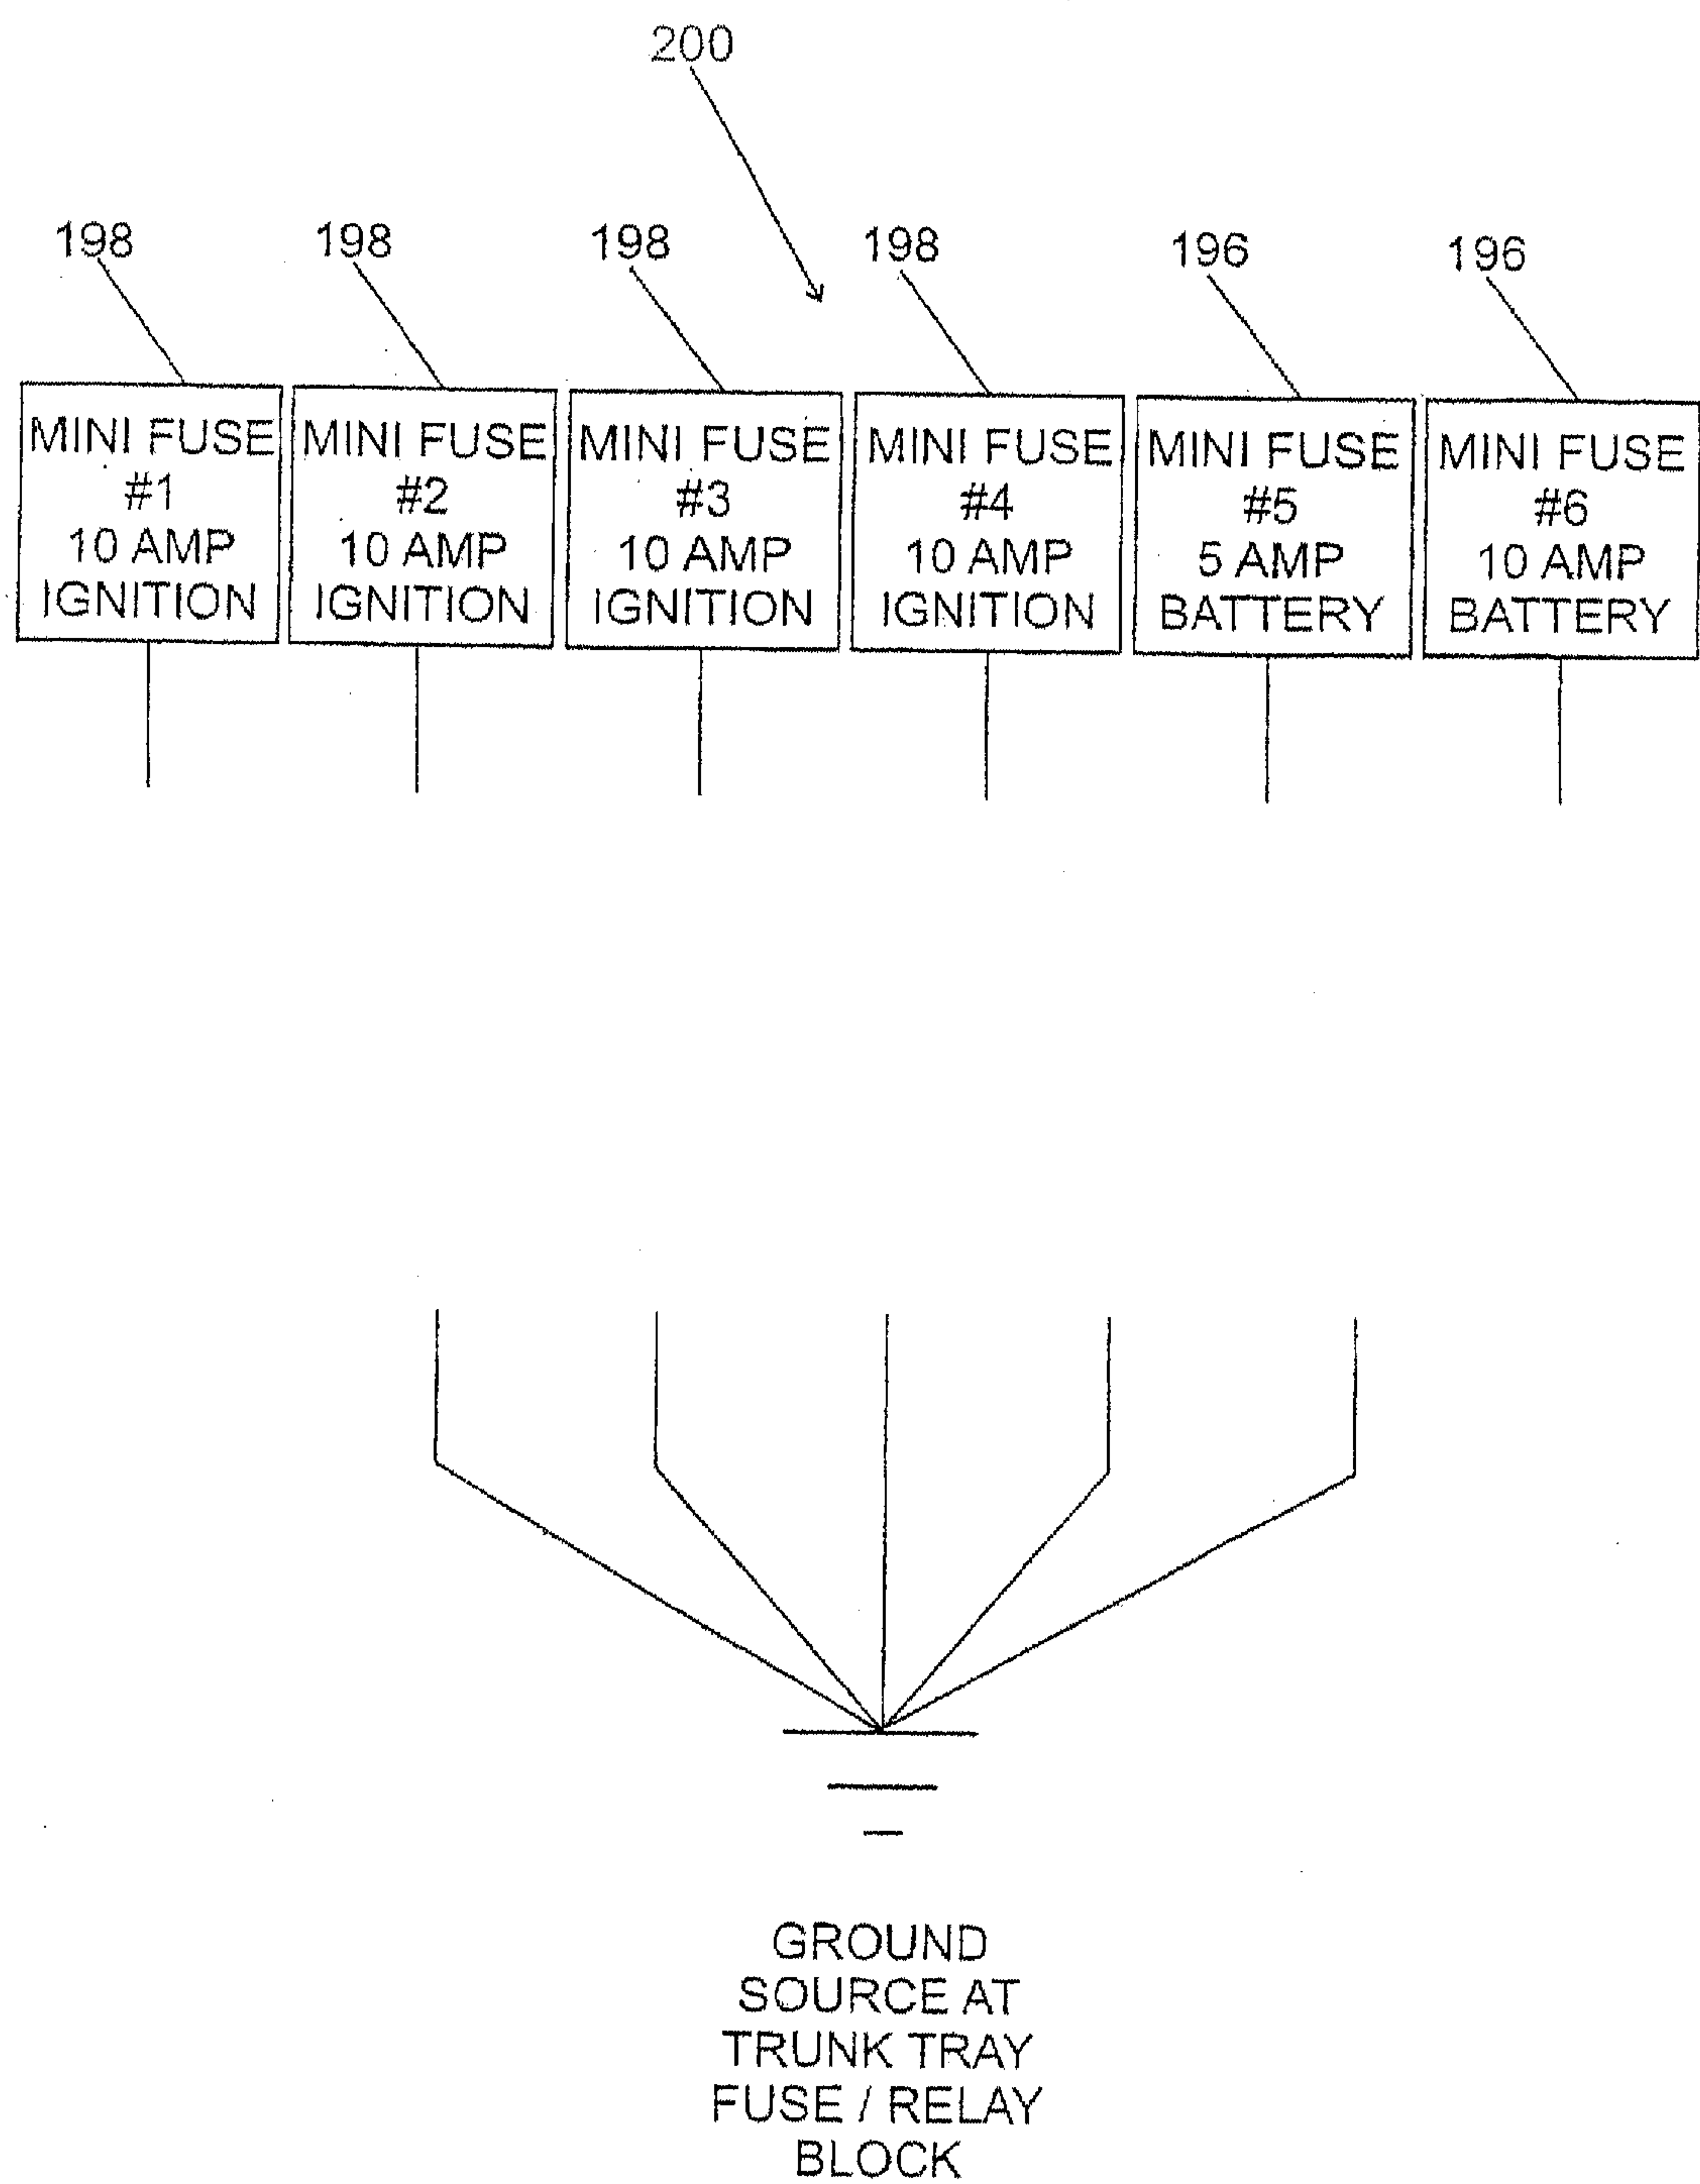 200
198 198 198 198 196 196
MINI FUSE
#1
10 AMP
IGNITION
MINI FUSE
#2
10 AMP
IGNITION
MINI FUSE
#3
10 AMP
IGNITION
MINI FUSE
#4
10 AMP
IGNITION
MINI FUSE
#5
5 AMP
BATTERY
MINI FUSE
#6
10 AMP
BATTERY
GROUND
SOURCE AT
TRUNK TRAY
FUSE / RELAY
BLOCK